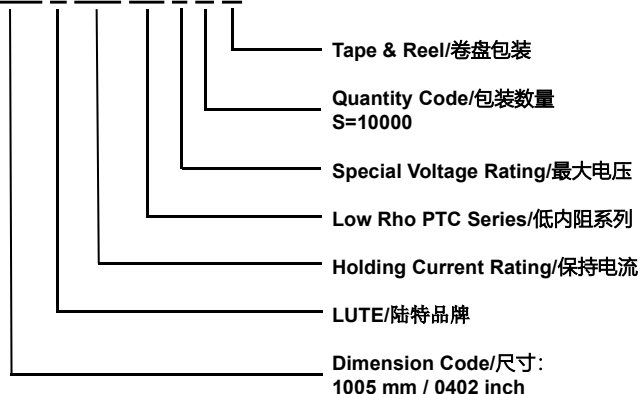 Tape & Reel/卷盘包装
Quantity Code/包装数量
S=10000
Special Voltage Rating/最大电压
Low Rho PTC Series/低内阻系列
Holding Current Rating/保持电流
LUTE/陆特品牌
Dimension Code/尺寸：
1005 mm / 0402 inch